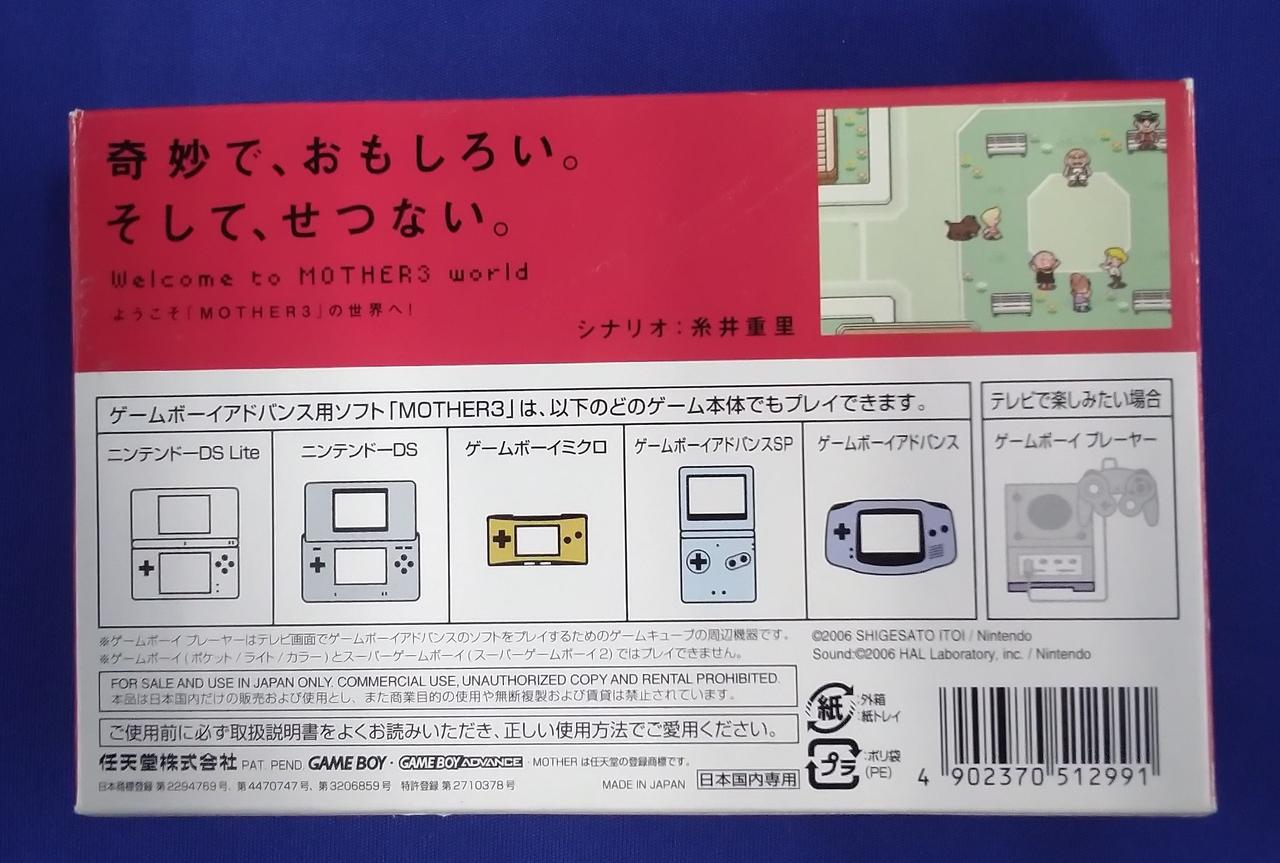 奇妙で、おもしろい。
そして、せつない。
Welcome to MOTHER3 world
ようこそ「MOTHER3」の世界へ!
シナリオ:糸井重里
ゲームボーイアドバンス用ソフト「MOTHER3」は、以下のどのゲーム本体でもプレイできます。
テレビで楽しみたい場合
ニンテンドーDS Lite
ニンテンドーDS
ゲームボーイミクロ
ゲームボーイアドバンスSP
ゲームボーイアドバンス
ゲームボーイ プレーヤー
※ゲームボーイ プレーヤーはテレビ画面でゲームボーイアドバンスのソフトをプレイするためのゲームキューブの周辺機器です。
※ゲームボーイ(ポケット/ライト/カラー)とスーパーゲームボーイ(スーパーゲームボーイ2)ではプレイできません。
©2006 SHIGESATO ITOI / Nintendo
Sound:©2006 HAL Laboratory, inc. / Nintendo
FOR SALE AND USE IN JAPAN ONLY. COMMERCIAL USE, UNAUTHORIZED COPY AND RENTAL PROHIBITED.
本品は日本国内だけの販売および使用とし、また商業目的の使用や無断複製および賃貸は禁止されています。
ご使用前に必ず取扱説明書をよくお読みいただき、正しい使用方法でご愛用ください。
紙
:外箱
:紙トレイ
プラ
:ポリ袋
(PE)
任天堂株式会社 PAT. PEND. GAME BOY・GAME BOY ADVANCE・MOTHER は任天堂の登録商標です。
日本商標登録 第2294769号、第4470747号、第3206859号 特許登録 第2710378号
MADE IN JAPAN
日本国内専用
4 902370 512991